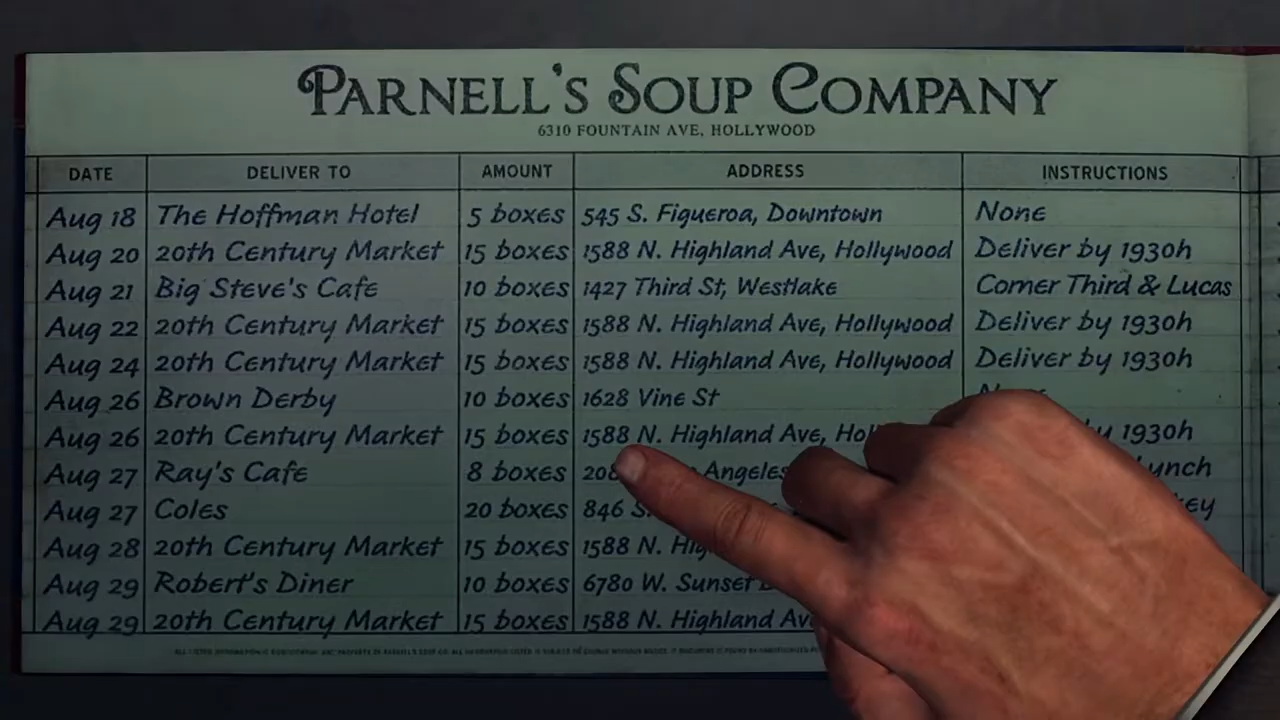 PARNELL'S SOUP COMPANY
6310 FOUNTAIN AVE, HOLLYWOOD
DATE DELIVER TO AMOUNT ADDRESS INSTRUCTIONS
Aug 18 The Hoffman Hotel 5 boxes 545 S. Figueroa, Downtown None
Aug 20 20th Century Market 15 boxes 1588 N. Highland Ave, Hollywood Deliver by 1930h
Aug 21 Big Steve's Cafe 10 boxes 1427 Third St, Westlake Corner Third & Lucas
Aug 22 20th Century Market 15 boxes 1588 N. Highland Ave, Hollywood Deliver by 1930h
Aug 24 20th Century Market 15 boxes 1588 N. Highland Ave, Hollywood Deliver by 1930h
Aug 26 Brown Derby 10 boxes 1628 Vine St
Aug 26 20th Century Market 15 boxes 1588 N. Highland Ave, 1930h
Aug 27 Ray's Cafe 8 boxes Angeles
Aug 27 Coles 20 boxes 846 S.
Aug 28 20th Century Market 15 boxes 1588 N.
Aug 29 Robert's Diner 10 boxes 6780 W. Sunset
Aug 29 20th Century Market 15 boxes 1588 N. Highland